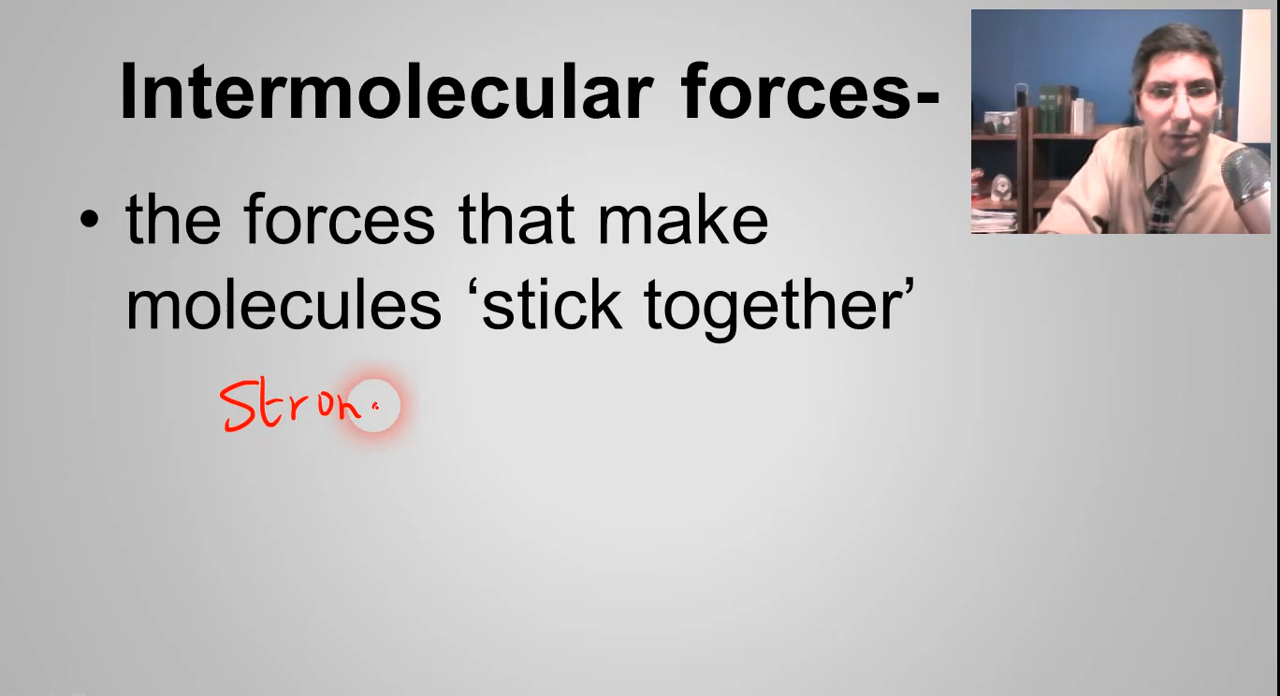 Intermolecular forces-
• the forces that make
molecules ‘stick together’
Stron